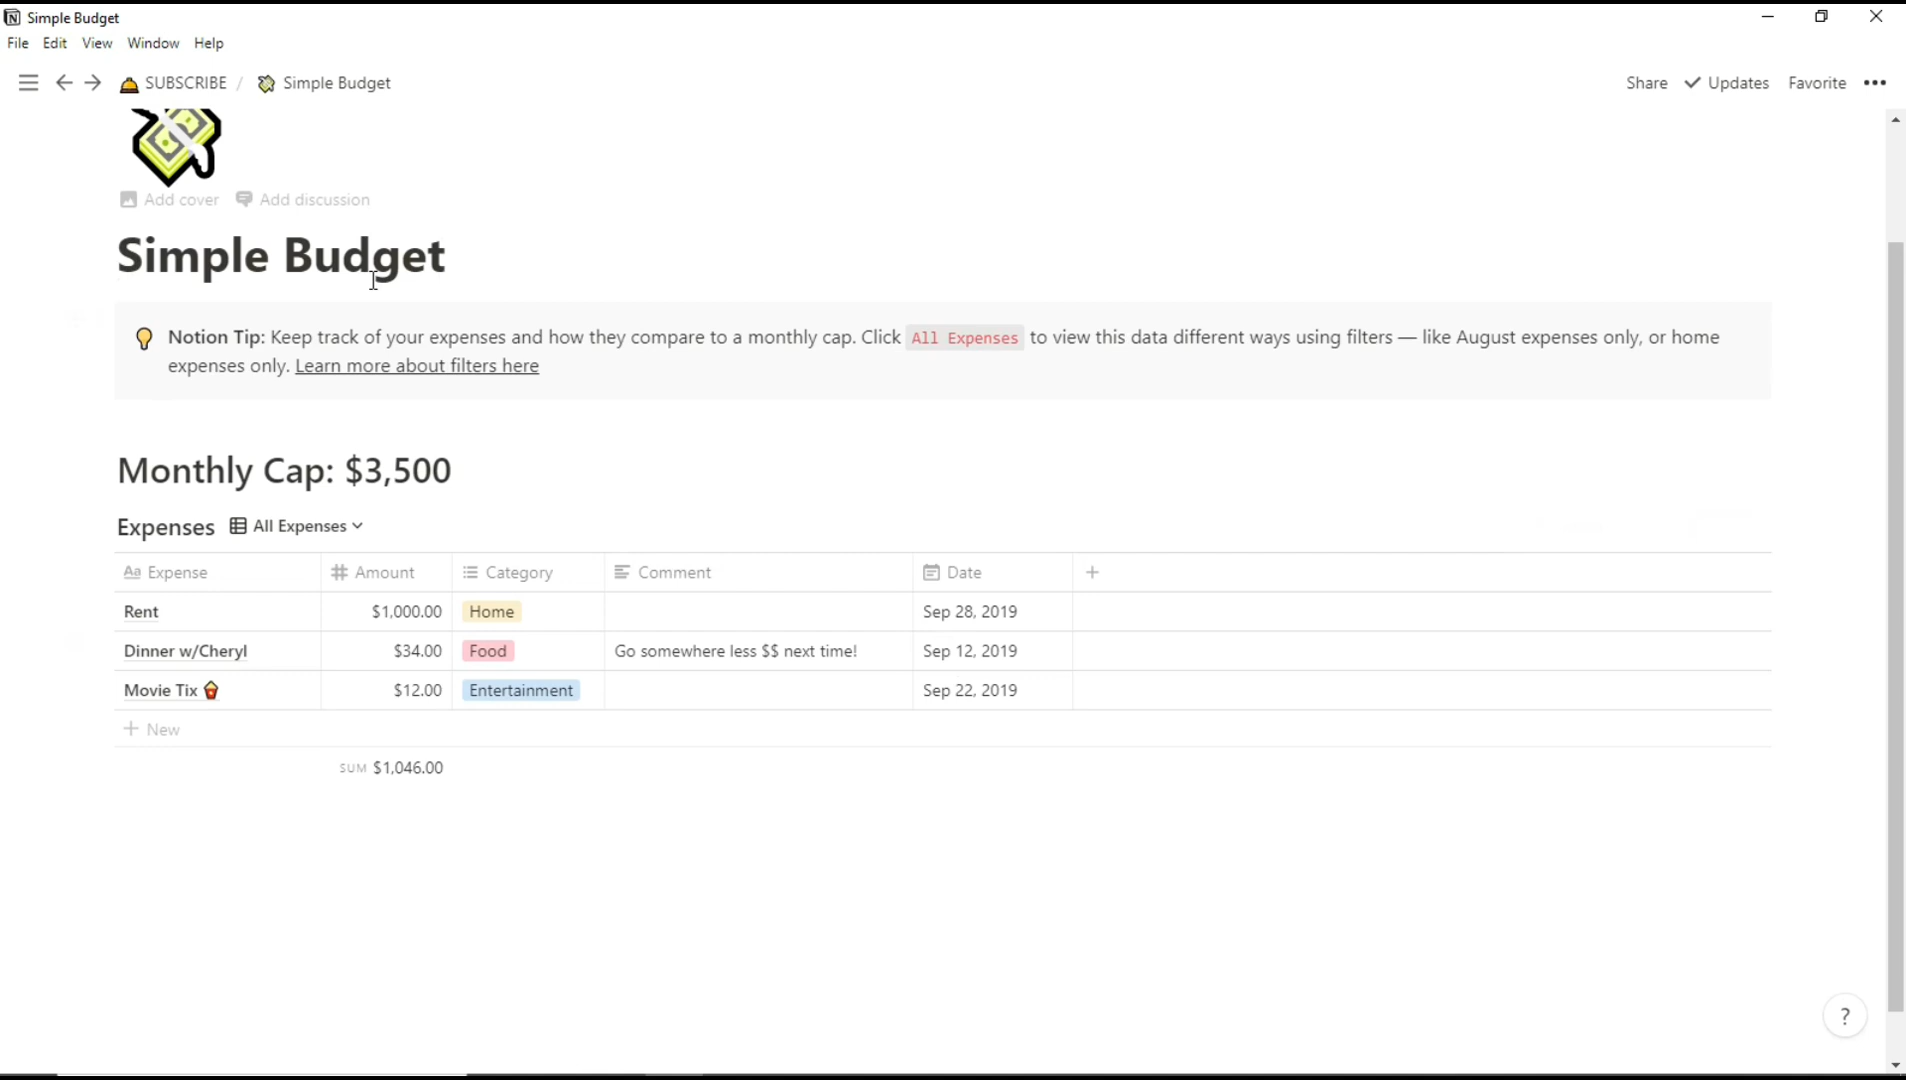 Simple Budget
File Edit View Window Help
SUBSCRIBE / Simple Budget Share Updates Favorite
Add cover Add discussion
Simple Budget
Notion Tip: Keep track of your expenses and how they compare to a monthly cap. Click All Expenses to view this data different ways using filters — like August expenses only, or home
expenses only. Learn more about filters here
Monthly Cap: $3,500
Expenses All Expenses
Aa Expense # Amount Category Comment Date +
Rent $1,000.00 Home Sep 28, 2019
Dinner w/Cheryl $34.00 Food Go somewhere less $$ next time! Sep 12, 2019
Movie Tix $12.00 Entertainment Sep 22, 2019
+ New
SUM $1,046.00
?